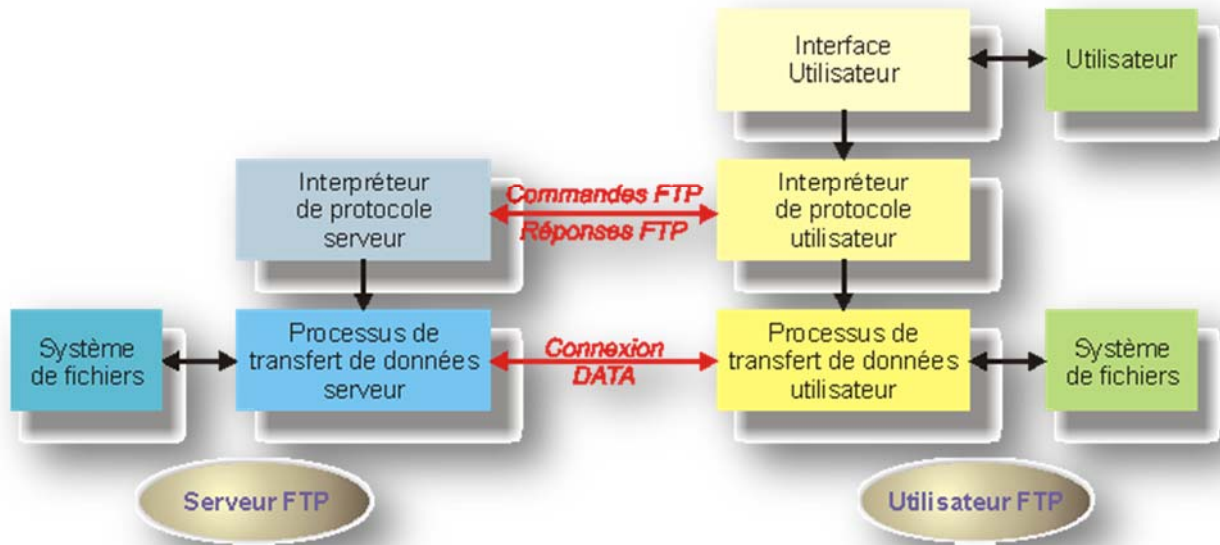 Interface
Utilisateur
Utilisateur
Interpréteur
de protocole
serveur
Commandes FTP
Réponses FTP
Interpréteur
de protocole
utilisateur
Système
de fichiers
Processus de
transfert de données
serveur
Connexion
DATA
Processus de
transfert de données
utilisateur
Système
de fichiers
Serveur FTP
Utilisateur FTP